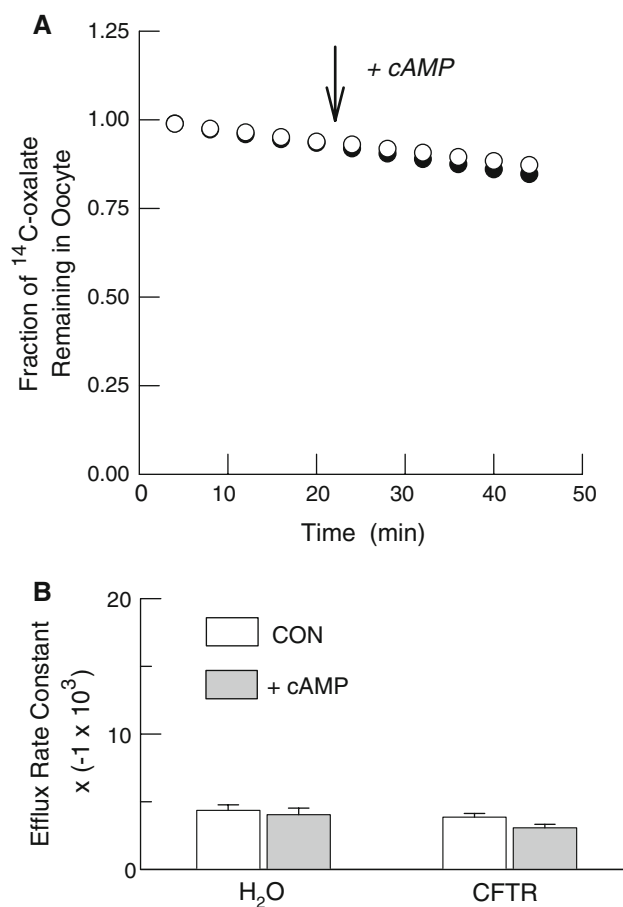 A
1.25
1.00
0.75
0.50
0.25
0.00
+ cAMP
Fraction of ¹⁴C-oxalate
Remaining in Oocyte
0 10 20 30 40 50
Time (min)
B
20
10
0
CON
+ cAMP
Efflux Rate Constant
x (-1 x 10³)
H₂O CFTR